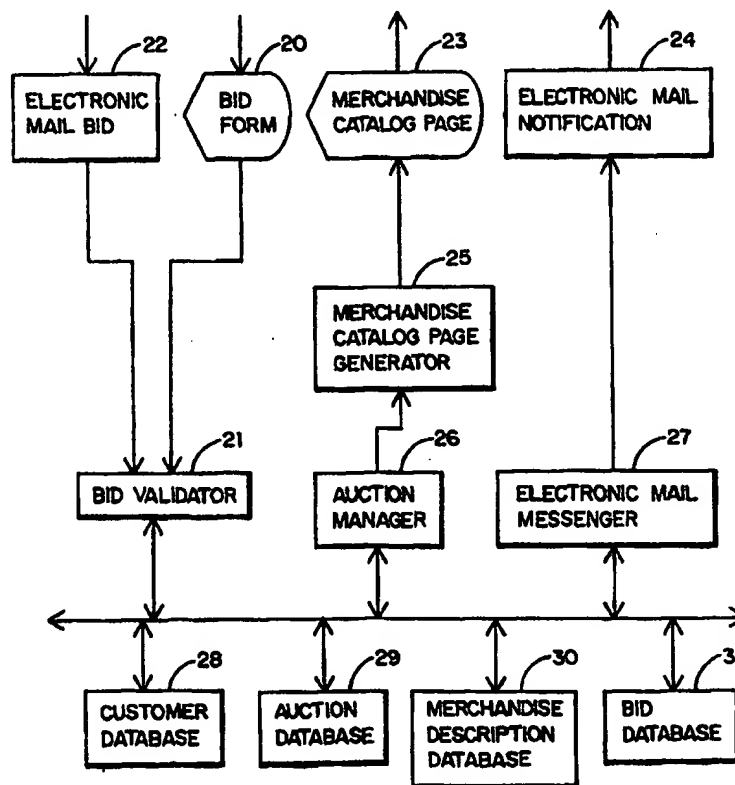 22
20
23
24
ELECTRONIC
MAIL BID
BID
FORM
MERCHANDISE
CATALOG PAGE
ELECTRONIC MAIL
NOTIFICATION
25
MERCHANDISE
CATALOG PAGE
GENERATOR
21
26
27
BID VALIDATOR
AUCTION
MANAGER
ELECTRONIC MAIL
MESSENGER
28
29
30
3
CUSTOMER
DATABASE
AUCTION
DATABASE
MERCHANDISE
DESCRIPTION
DATABASE
BID
DATABASE